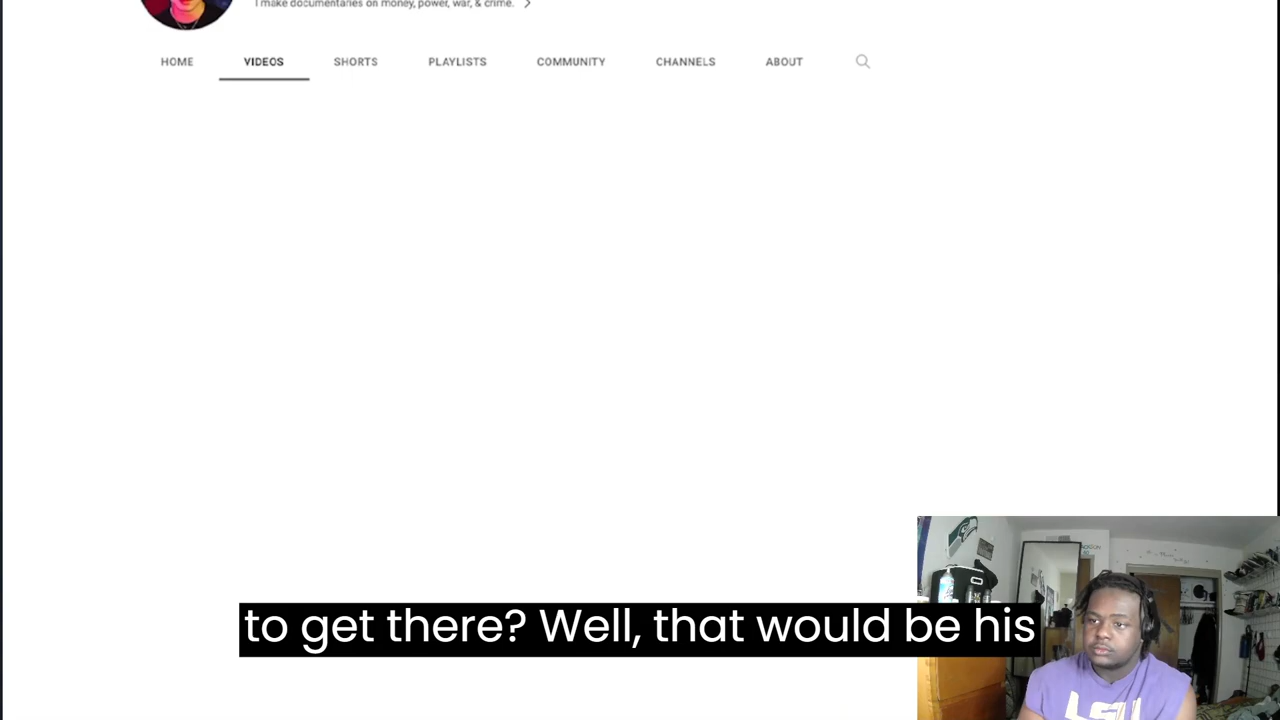 I make documentaries on money, power, war, & crime.
HOME VIDEOS SHORTS PLAYLISTS COMMUNITY CHANNELS ABOUT
to get there? Well, that would be his
LSU